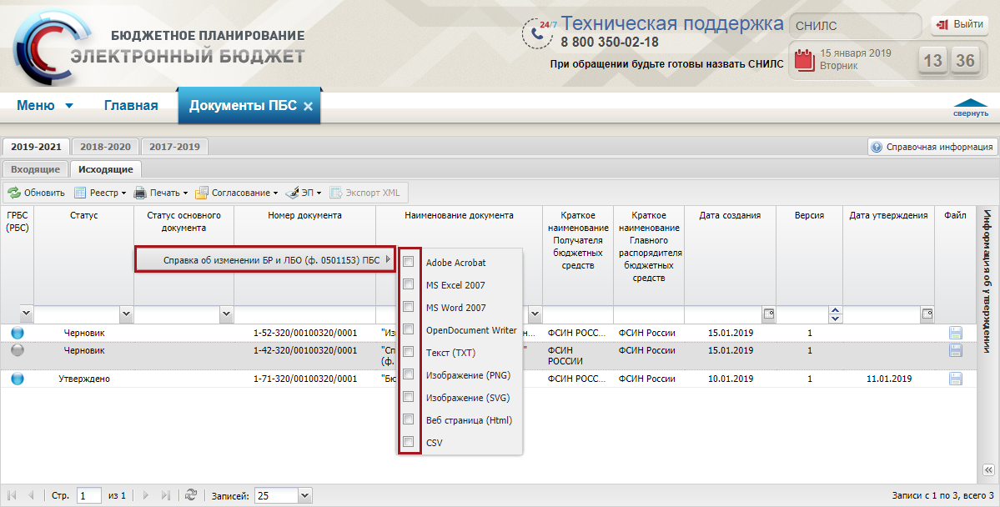 БЮДЖЕТНОЕ ПЛАНИРОВАНИЕ
ЭЛЕКТРОННЫЙ БЮДЖЕТ
24/7 Техническая поддержка
8 800 350-02-18
При обращении будьте готовы назвать СНИЛС
СНИЛС
Выйти
15 января 2019
Вторник
13 36
Меню
Главная
Документы ПБС
свернуть
2019-2021
2018-2020
2017-2019
Справочная информация
Входящие
Исходящие
Обновить
Реестр
Печать
Согласование
ЭП
Экспорт XML
ГРБС
(РБС)
Статус
Статус основного
документа
Номер документа
Наименование документа
Краткое
наименование
Получателя
бюджетных
средств
Краткое
наименование
Главного
распорядителя
бюджетных
средств
Дата создания
Версия
Дата утверждения
Файл
Информация об утверждении
Справка об изменении БР и ЛБО (ф. 0501153) ПБС
Adobe Acrobat
MS Excel 2007
MS Word 2007
OpenDocument Writer
Текст (TXT)
Изображение (PNG)
Изображение (SVG)
Веб страница (Html)
CSV
Черновик 1-52-320/00100320/0001 "Из н... ФСИН РОСС... ФСИН России 15.01.2019 1
Черновик 1-42-320/00100320/0001 "Сп " ФСИН ФСИН России 15.01.2019 1
(ф. РОССИИ
Утверждено 1-71-320/00100320/0001 "Бю ФСИН РОСС... ФСИН России 10.01.2019 1 11.01.2019
Стр. 1 из 1
Записей: 25
Записи с 1 по 3, всего 3